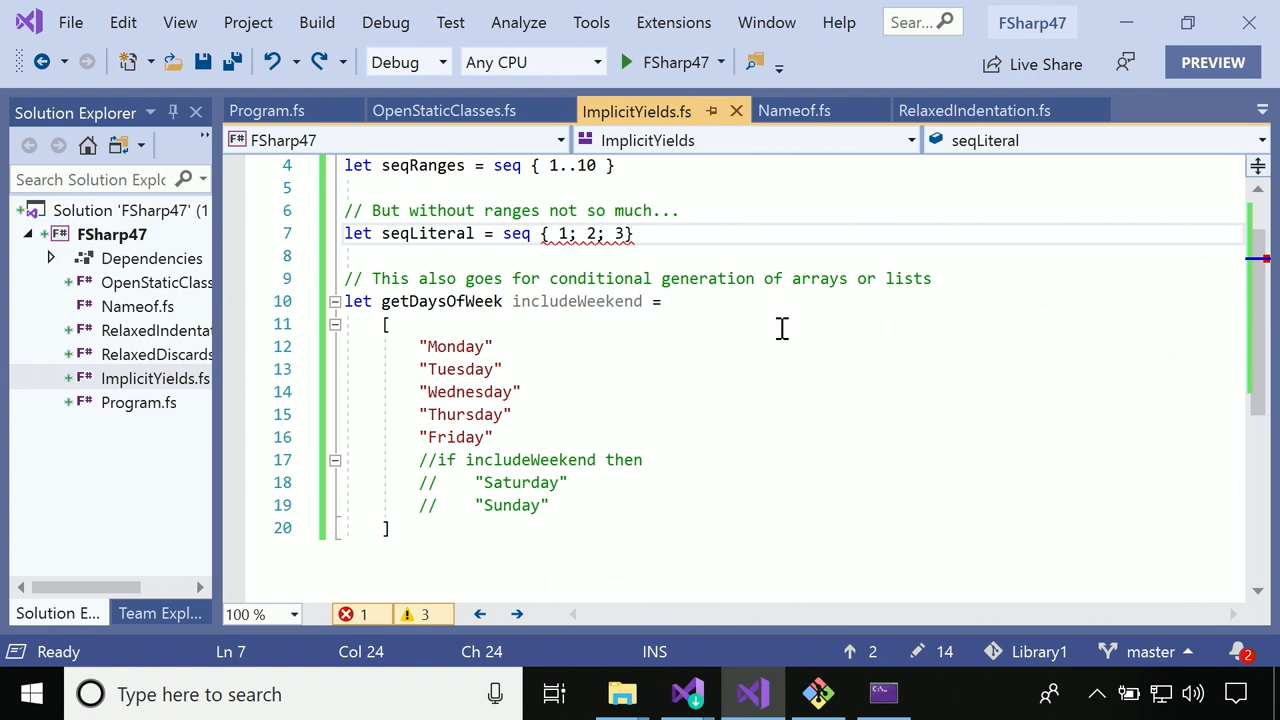 File Edit View Project Build Debug Test Analyze Tools Extensions Window Help Sear... FSharp47
Debug Any CPU FSharp47 Live Share PREVIEW
Solution Explorer
Program.fs OpenStaticClasses.fs ImplicitYields.fs Nameof.fs RelaxedIndentation.fs
FSharp47 ImplicitYields seqLiteral
Search Solution Explo
Solution 'FSharp47' (1
FSharp47
Dependencies
OpenStaticClass
Nameof.fs
RelaxedIndenta
RelaxedDiscards
ImplicitYields.fs
Program.fs
4 let seqRanges = seq { 1..10 }
5
6 // But without ranges not so much...
7 let seqLiteral = seq { 1; 2; 3}
8
9 // This also goes for conditional generation of arrays or lists
10 let getDaysOfWeek includeWeekend =
11 [
12 "Monday"
13 "Tuesday"
14 "Wednesday"
15 "Thursday"
16 "Friday"
17 //if includeWeekend then
18 // "Saturday"
19 // "Sunday"
20 ]
Solution E... Team Expl...
100 % 1 3
Ready Ln 7 Col 24 Ch 24 INS 2 14 Library1 master 2
Type here to search